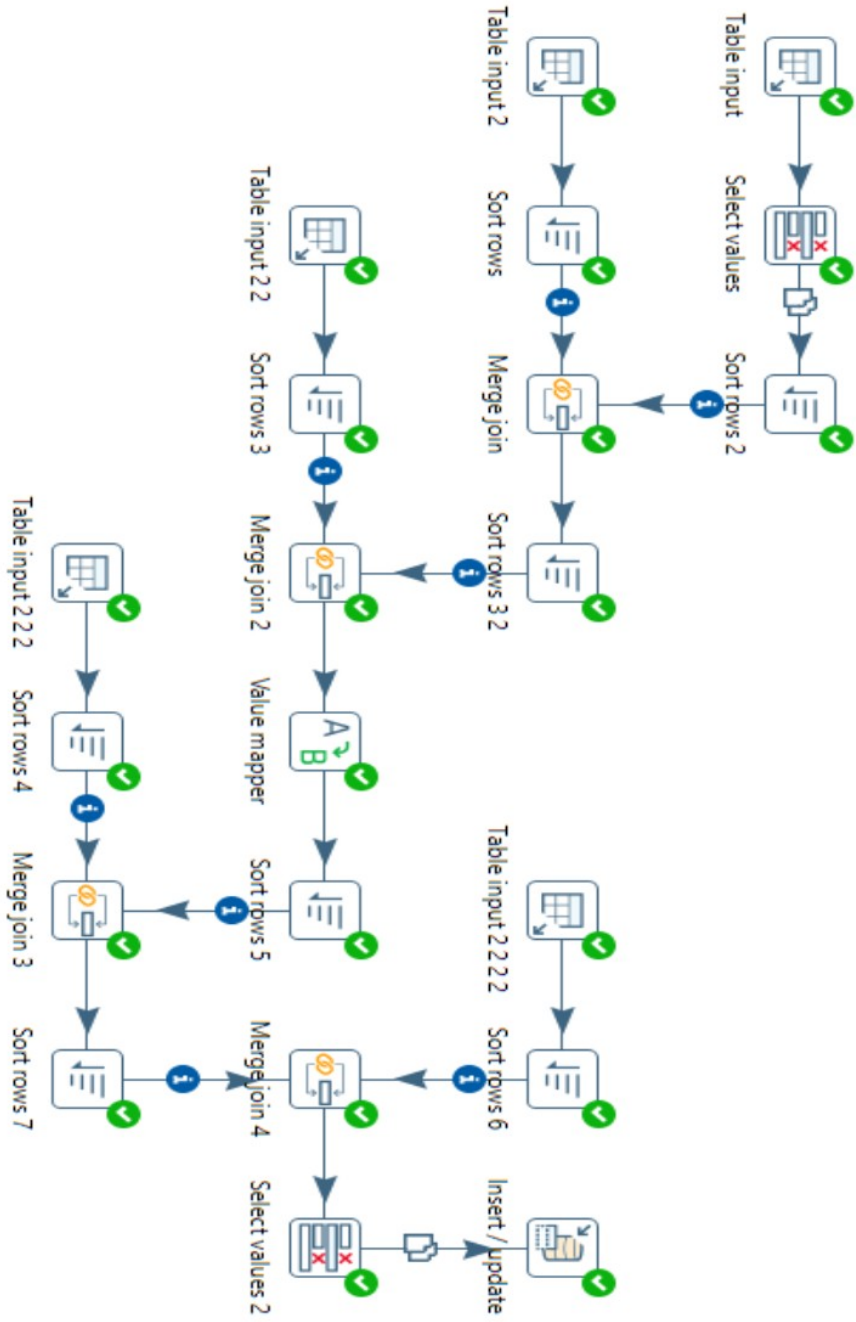 Table input
Select values
Sort rows 2
Table input 2
Sort rows
Merge join
Sort rows 3 2
Table input 2 2 2 2
Sort rows 6
Insert / update
Table input 2 2
Sort rows 3
Merge join 2
A
B
Value mapper
Sort rows 5
Merge join 4
Select values 2
Table input 2 2 2
Sort rows 4
Merge join 3
Sort rows 7